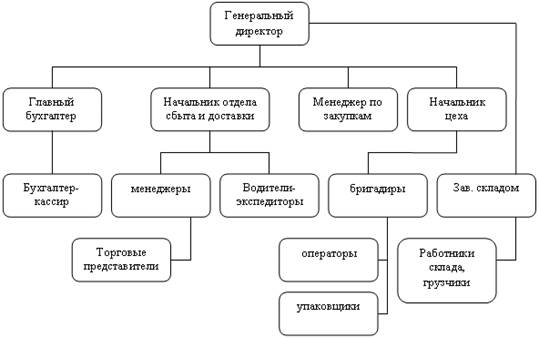 Генеральный
директор
Главный
бухгалтер
Начальник отдела
сбыта и доставки
Менеджер по
закупкам
Начальник
цеха
Бухгалтер-
кассир
менеджеры
Водители-
экспедиторы
бригадиры
Зав. складом
Торговые
представители
операторы
Работники
склада,
грузчики
упаковщики